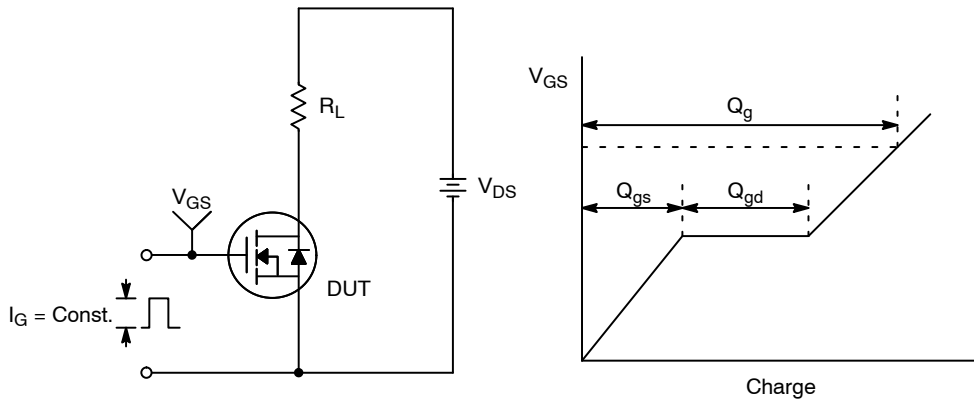 R_L
V_GS
V_DS
DUT
I_G = Const.
V_GS
Q_g
Q_gs
Q_gd
Charge